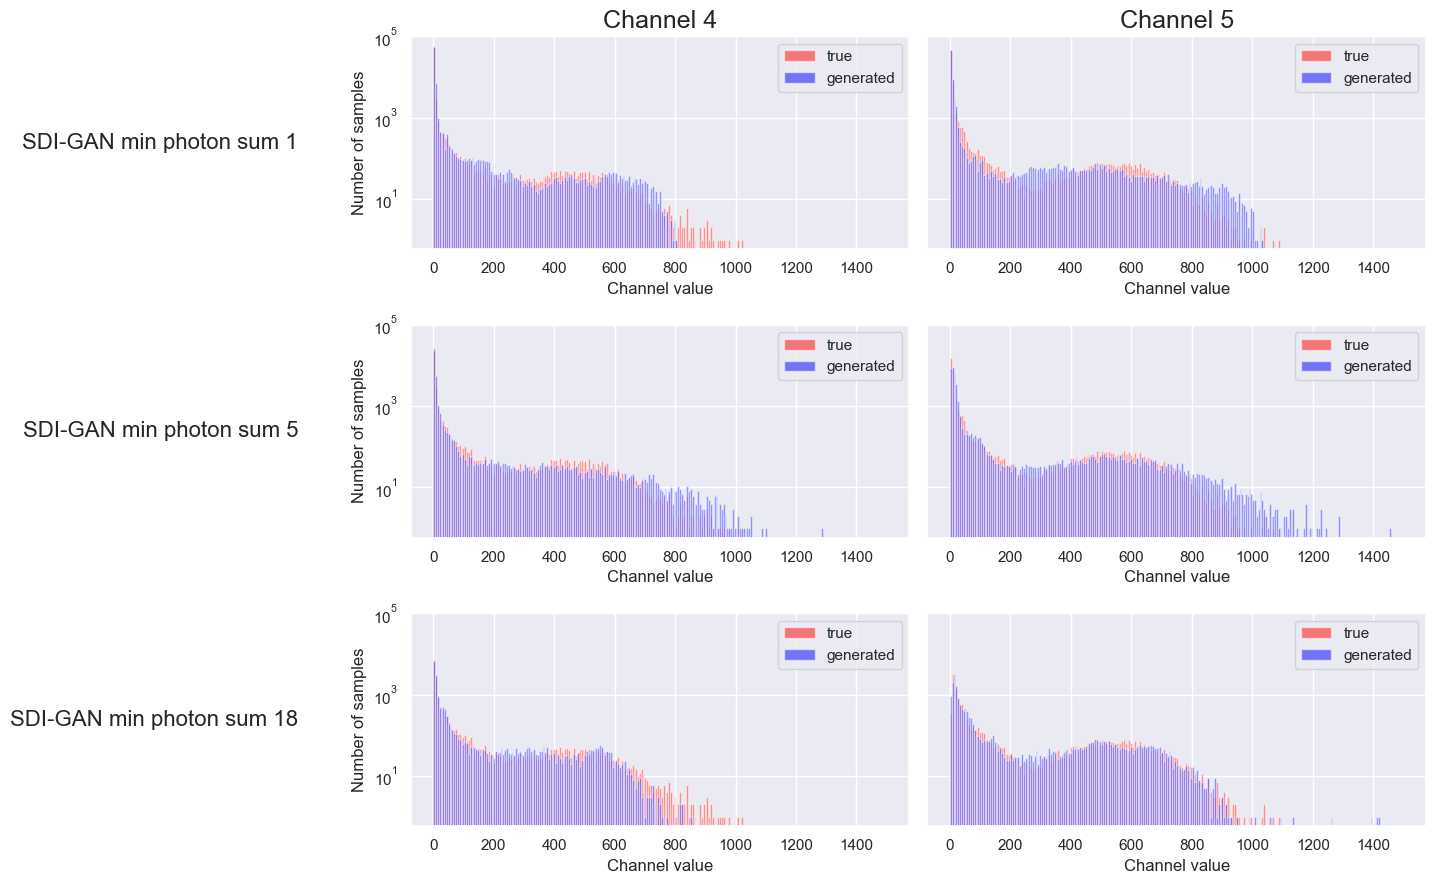 Channel 4
Channel 5
SDI-GAN min photon sum 1
Number of samples
10^5
10^3
10^1
true
generated
0 200 400 600 800 1000 1200 1400
Channel value
true
generated
0 200 400 600 800 1000 1200 1400
Channel value
SDI-GAN min photon sum 5
Number of samples
10^5
10^3
10^1
true
generated
0 200 400 600 800 1000 1200 1400
Channel value
true
generated
0 200 400 600 800 1000 1200 1400
Channel value
SDI-GAN min photon sum 18
Number of samples
10^5
10^3
10^1
true
generated
0 200 400 600 800 1000 1200 1400
Channel value
true
generated
0 200 400 600 800 1000 1200 1400
Channel value